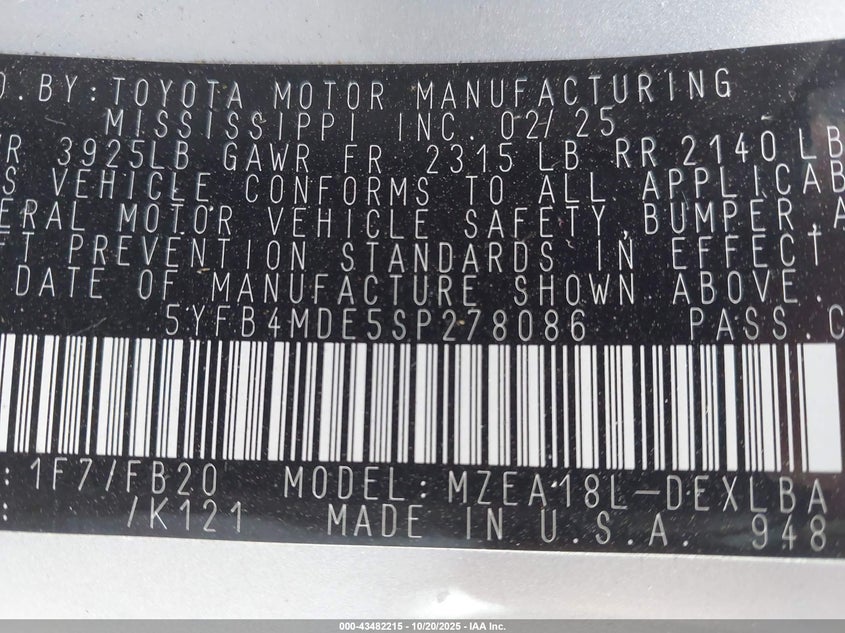 D. BY: TOYOTA MOTOR MANUFACTURING
MISSISSIPPI INC. 02/25
R 3925LB GAWR FR 2315 LB RR 2140 LB
S VEHICLE CONFORMS TO ALL APPLICAB
ERAL MOTOR VEHICLE SAFETY, BUMPER, A
FT PREVENTION STANDARDS IN EFFECT
DATE OF MANUFACTURE SHOWN ABOVE.
5YFB4MDE5SP278086 PASS.C
: 1F7/FB20 MODEL: MZEA18L-DEXLBA
: /K121 MADE IN U.S.A. 948
000-43482215 - 10/20/2025 - IAA Inc.